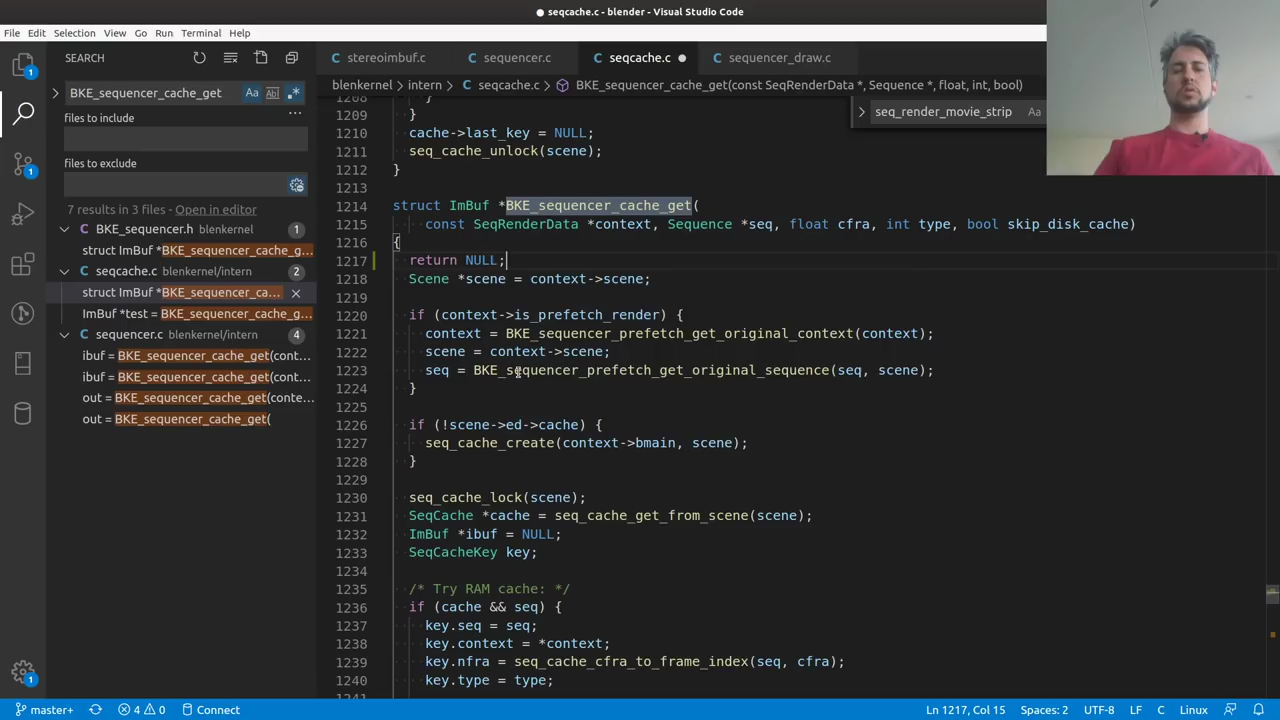 seqcache.c - blender - Visual Studio Code
File Edit Selection View Go Run Terminal Help
SEARCH
BKE_sequencer_cache_get
files to include
files to exclude
7 results in 3 files - Open in editor
BKE_sequencer.h blenkernel 1
struct ImBuf *BKE_sequencer_cache_g...
seqcache.c blenkernel/intern 2
struct ImBuf *BKE_sequencer_ca...
ImBuf *test = BKE_sequencer_cache_g...
sequencer.c blenkernel/intern 4
ibuf = BKE_sequencer_cache_get(cont...
ibuf = BKE_sequencer_cache_get(cont...
out = BKE_sequencer_cache_get(conte...
out = BKE_sequencer_cache_get(
stereoimbuf.c sequencer.c seqcache.c sequencer_draw.c
blenkernel > intern > seqcache.c > BKE_sequencer_cache_get(const SeqRenderData *, Sequence *, float, int, bool)
seq_render_movie_strip Aa
1208 }
1209 }
1210 cache->last_key = NULL;
1211 seq_cache_unlock(scene);
1212 }
1213
1214 struct ImBuf *BKE_sequencer_cache_get(
1215 const SeqRenderData *context, Sequence *seq, float cfra, int type, bool skip_disk_cache)
1216 {
1217 return NULL;
1218 Scene *scene = context->scene;
1219
1220 if (context->is_prefetch_render) {
1221 context = BKE_sequencer_prefetch_get_original_context(context);
1222 scene = context->scene;
1223 seq = BKE_sequencer_prefetch_get_original_sequence(seq, scene);
1224 }
1225
1226 if (!scene->ed->cache) {
1227 seq_cache_create(context->bmain, scene);
1228 }
1229
1230 seq_cache_lock(scene);
1231 SeqCache *cache = seq_cache_get_from_scene(scene);
1232 ImBuf *ibuf = NULL;
1233 SeqCacheKey key;
1234
1235 /* Try RAM cache: */
1236 if (cache && seq) {
1237 key.seq = seq;
1238 key.context = *context;
1239 key.nfra = seq_cache_cfra_to_frame_index(seq, cfra);
1240 key.type = type;
master+ 4 0 Connect Ln 1217, Col 15 Spaces: 2 UTF-8 LF C Linux